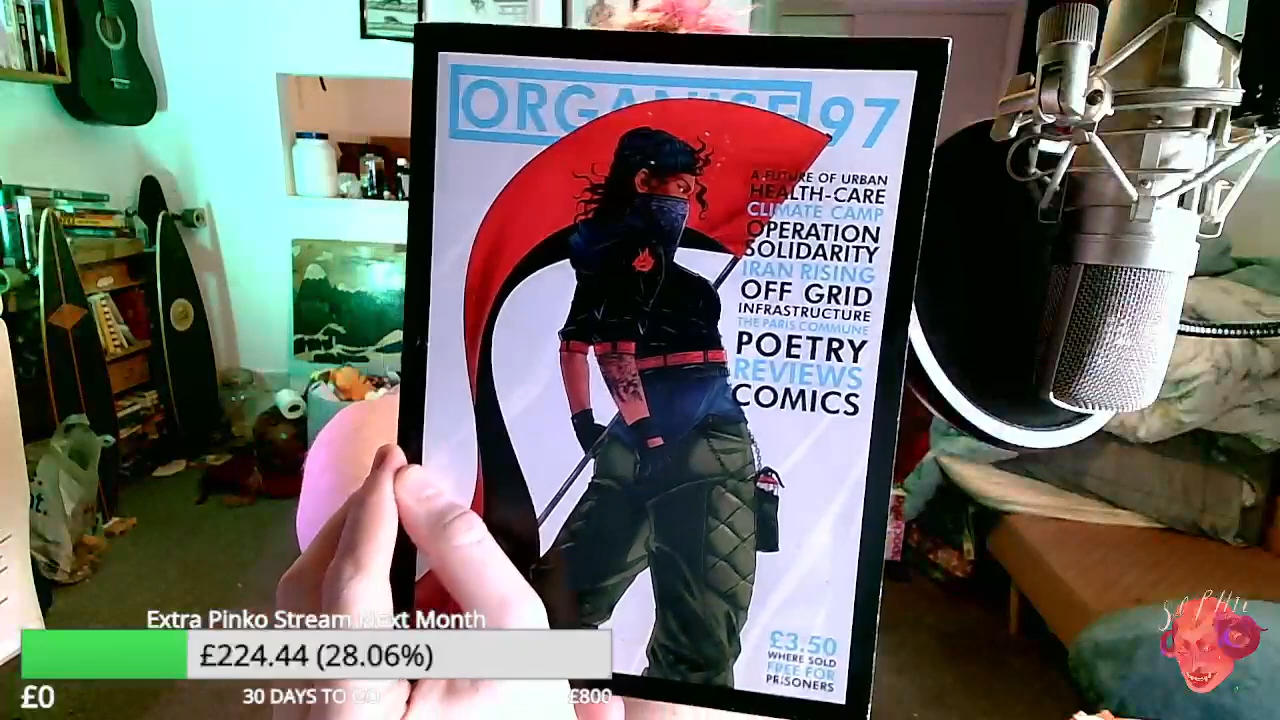 ORGANISE 97
A FUTURE OF URBAN
HEALTH-CARE
CLIMATE CAMP
OPERATION
SOLIDARITY
IRAN RISING
OFF GRID
INFRASTRUCTURE
THE PARIS COMMUNE
POETRY
REVIEWS
COMICS
£3.50
WHERE SOLD
FREE FOR
PRISONERS
Extra Pinko Stream Next Month
£224.44 (28.06%)
£0
30 DAYS TO GO
£800